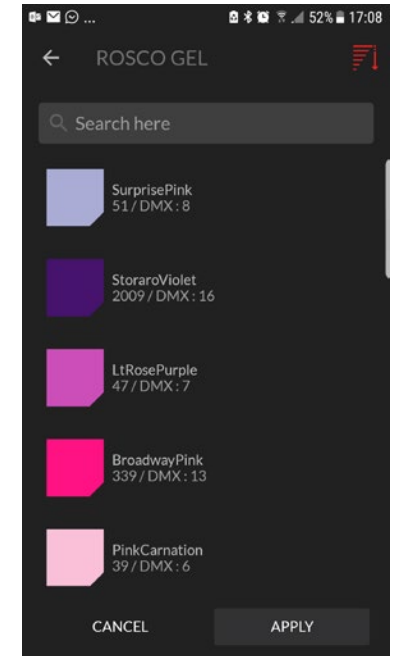 ... 52% 17:08
ROSCO GEL
Search here
SurprisePink
51 / DMX : 8
StoraroViolet
2009 / DMX : 16
LtRosePurple
47 / DMX : 7
BroadwayPink
339 / DMX : 13
PinkCarnation
39 / DMX : 6
CANCEL APPLY